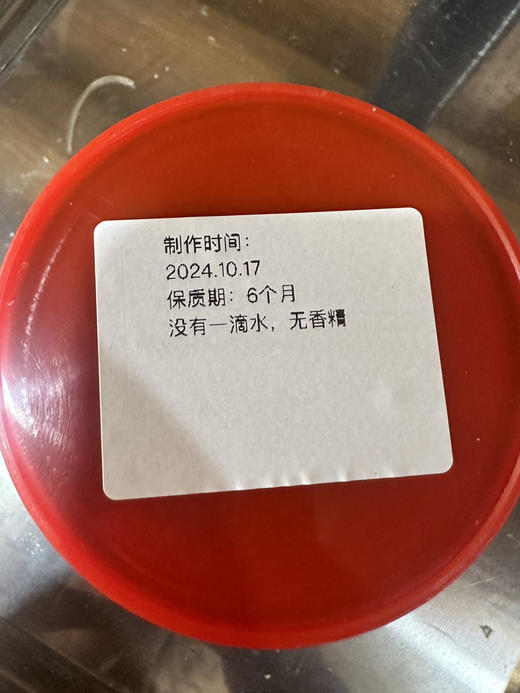 制作时间：
2024.10.17
保质期：6个月
没有一滴水，无香精